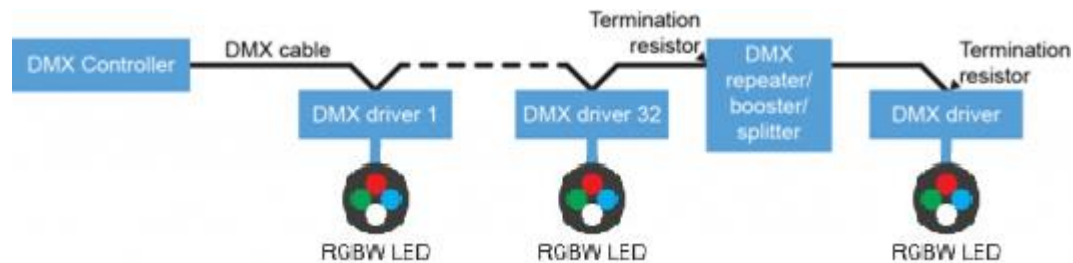 DMX Controller
DMX cable
DMX driver 1
RGBW LED
DMX driver 32
RGBW LED
Termination
resistor
DMX
repeater/
booster/
splitter
Termination
resistor
DMX driver
RGBW LED